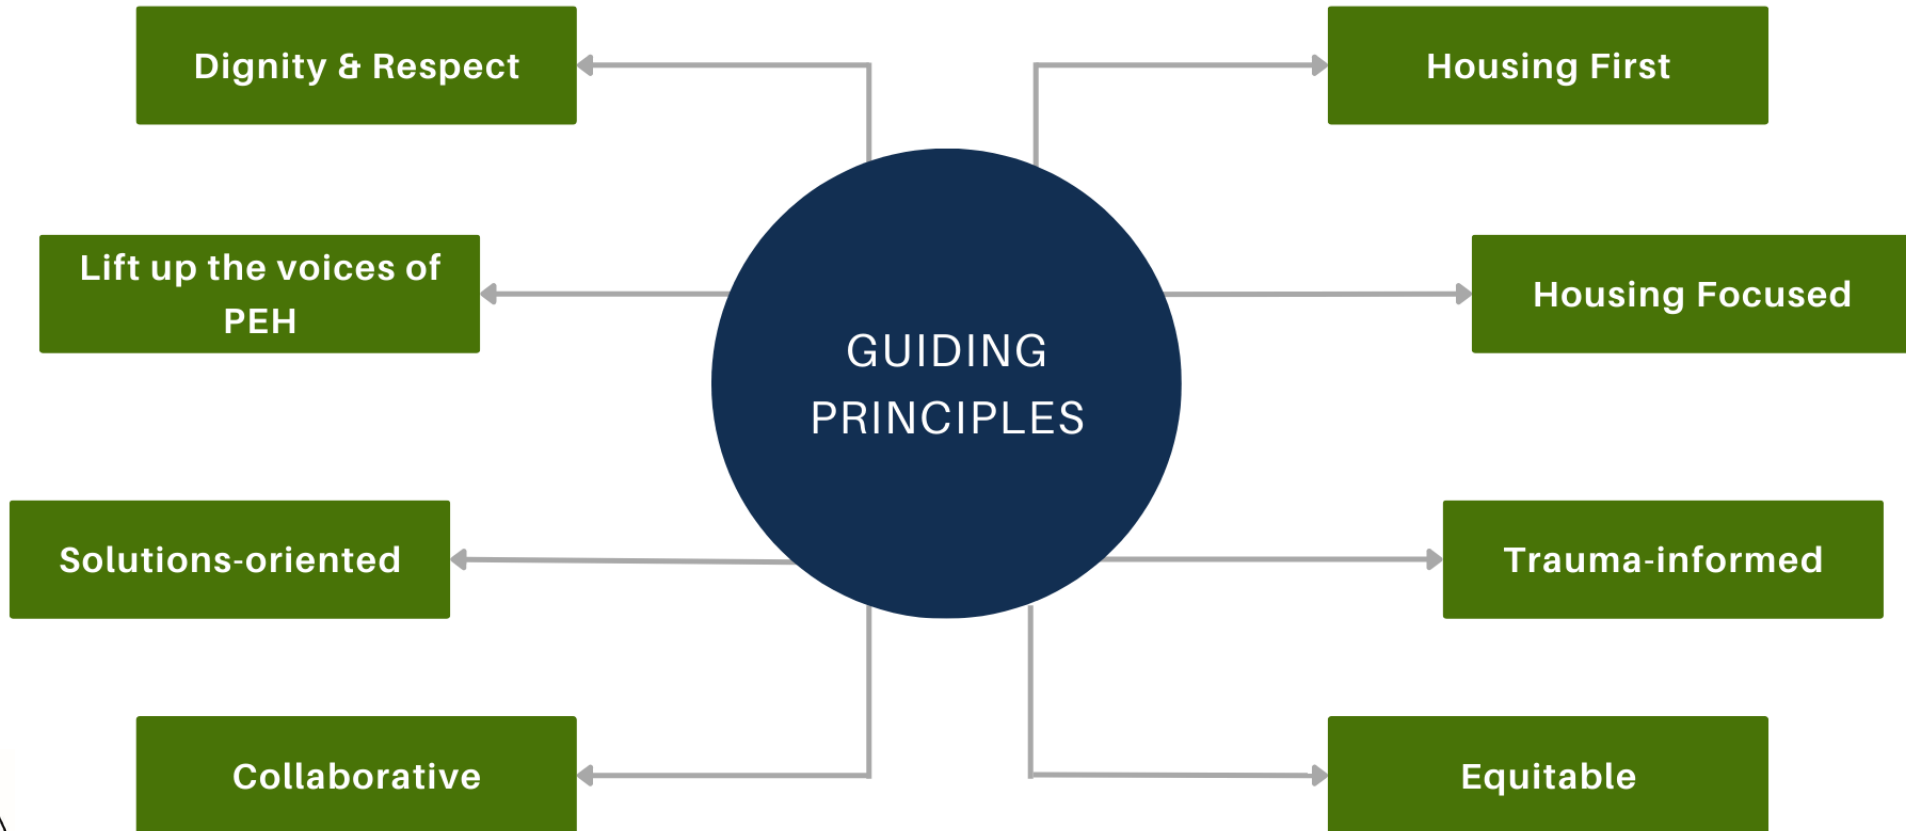 Dignity & Respect
Housing First
Lift up the voices of
PEH
Housing Focused
GUIDING
PRINCIPLES
Solutions-oriented
Trauma-informed
Collaborative
Equitable